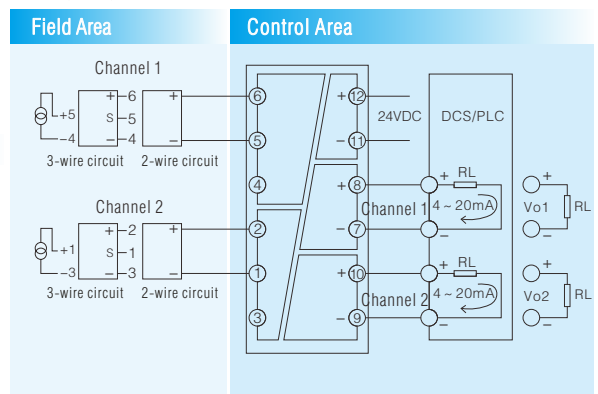 Field Area
Control Area
Channel 1
+5
−4
+ −6
S −5
− −4
+
−
3-wire circuit
2-wire circuit
Channel 2
+1
−3
+ −2
S −1
− −3
+
−
3-wire circuit
2-wire circuit
6
5
4
2
1
3
+ 12
− 11
+ 8
− 7
+ 10
− 9
24VDC
DCS/PLC
Channel 1
+ RL
4 ~ 20mA
−
+
Vo1
RL
−
Channel 2
+ RL
4 ~ 20mA
−
+
Vo2
RL
−